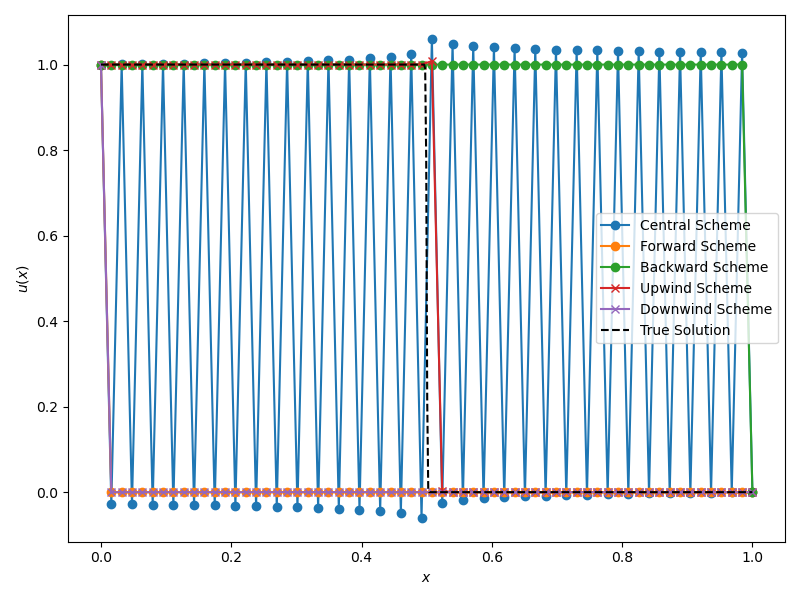 1.0
0.8
0.6
0.4
0.2
0.0
u(x)
Central Scheme
Forward Scheme
Backward Scheme
Upwind Scheme
Downwind Scheme
True Solution
0.0 0.2 0.4 0.6 0.8 1.0
x